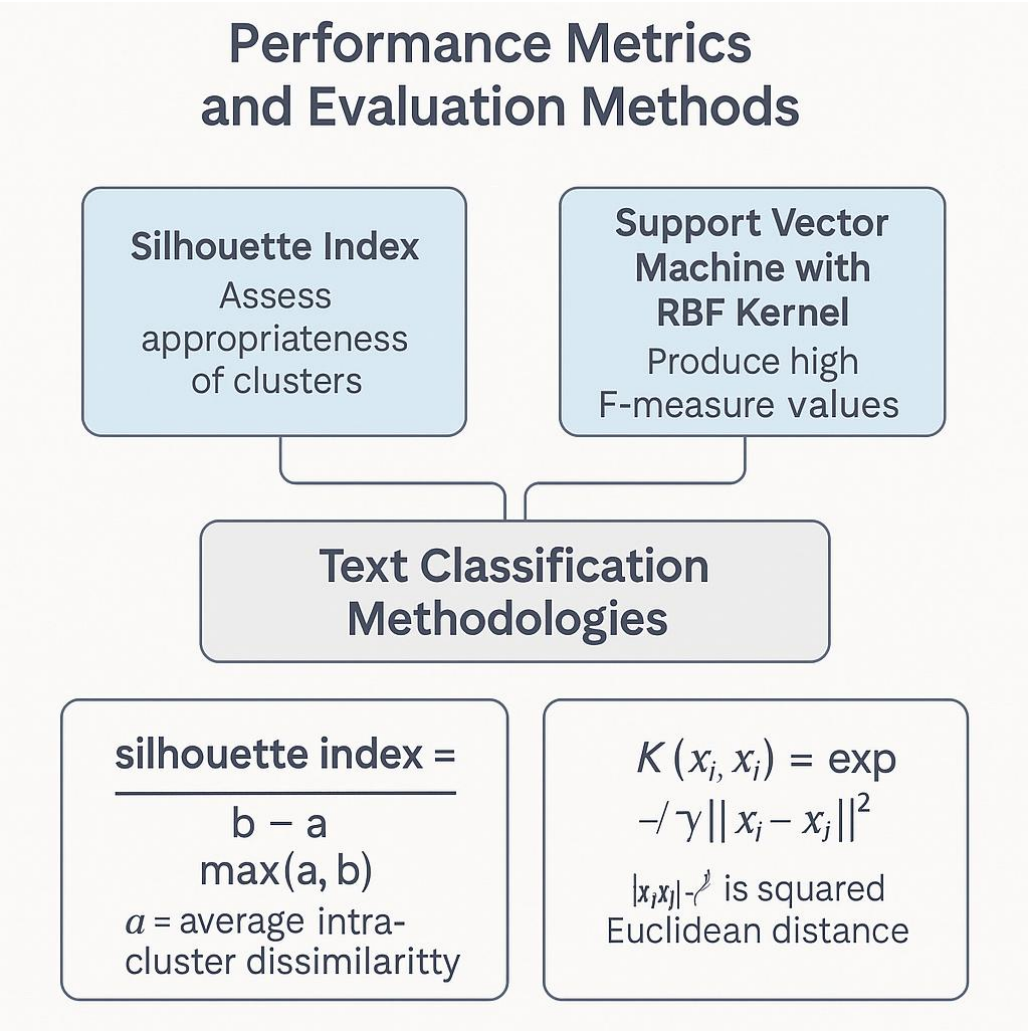 Performance Metrics
and Evaluation Methods
Silhouette Index
Assess
appropriateness
of clusters
Support Vector
Machine with
RBF Kernel
Produce high
F-measure values
Text Classification
Methodologies
silhouette index =
b – a
max(a, b)
a = average intra-
cluster dissimilaritty
K (xᵢ, xⱼ) = exp
–/ γ|| xᵢ – xⱼ||²
is squared
Euclidean distance